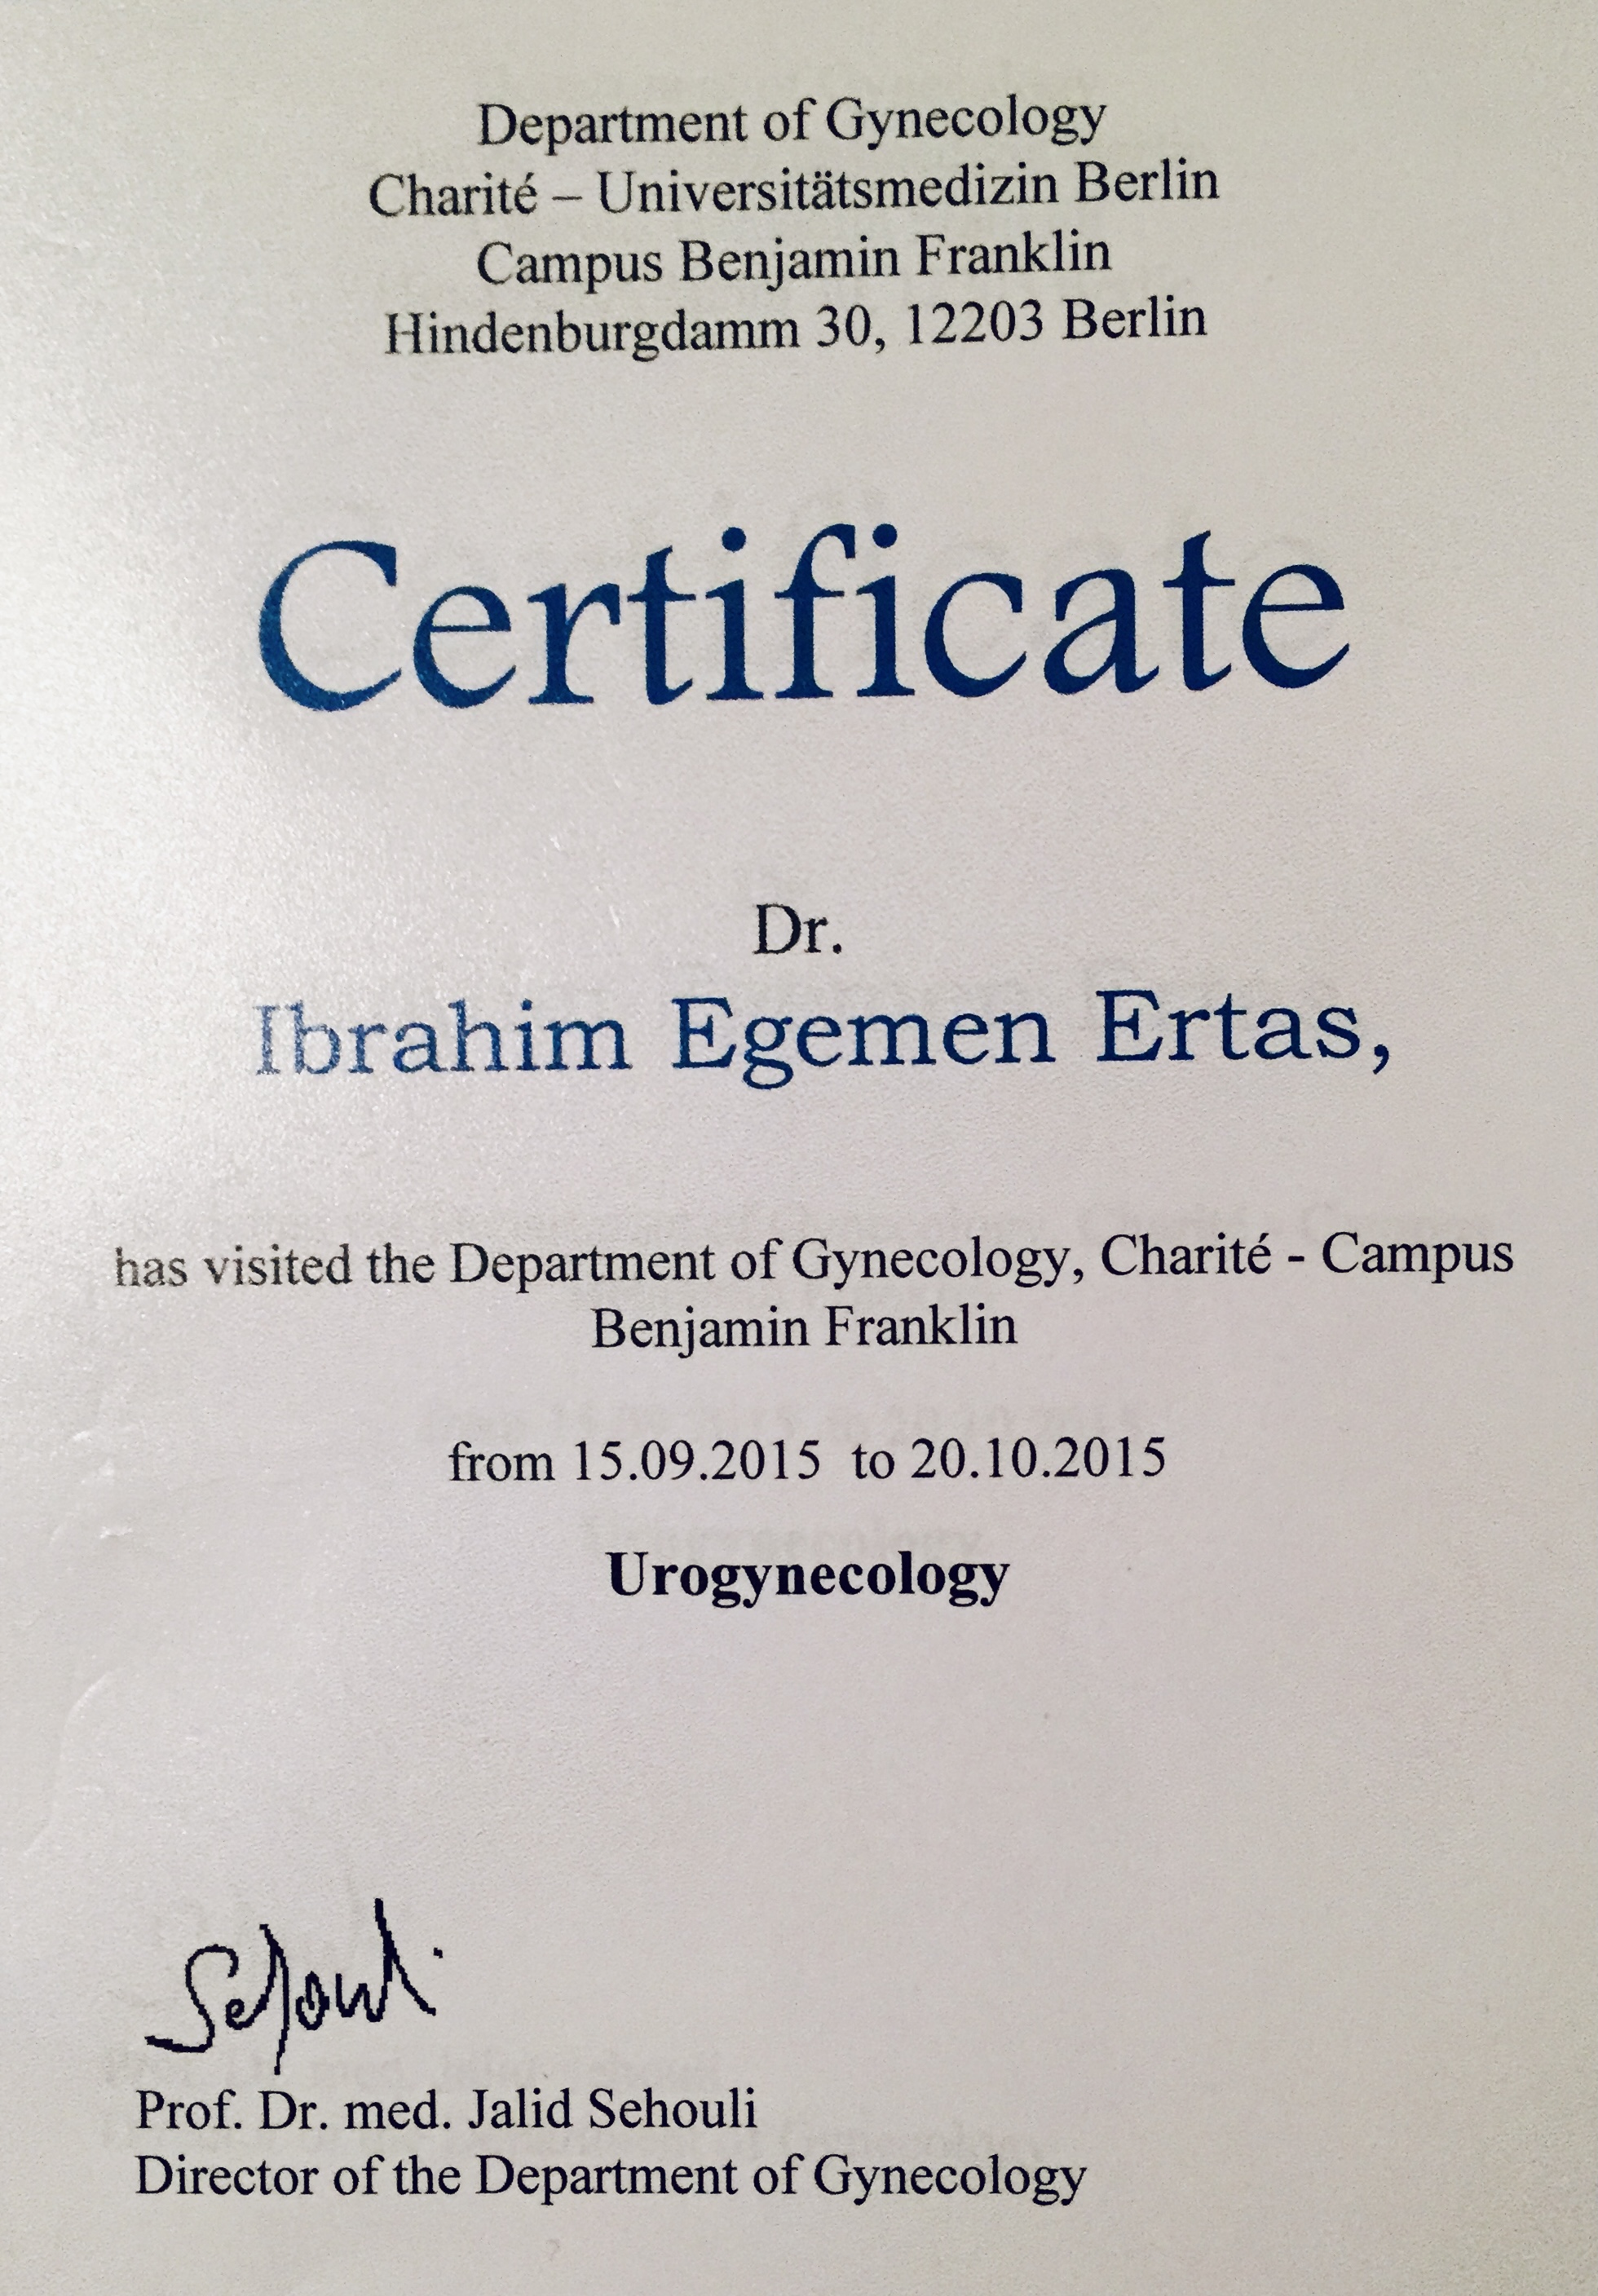 Department of Gynecology
Charité – Universitätsmedizin Berlin
Campus Benjamin Franklin
Hindenburgdamm 30, 12203 Berlin
Certificate
Dr.
Ibrahim Egemen Ertas,
has visited the Department of Gynecology, Charité - Campus
Benjamin Franklin
from 15.09.2015 to 20.10.2015
Urogynecology
Sehouli
Prof. Dr. med. Jalid Sehouli
Director of the Department of Gynecology